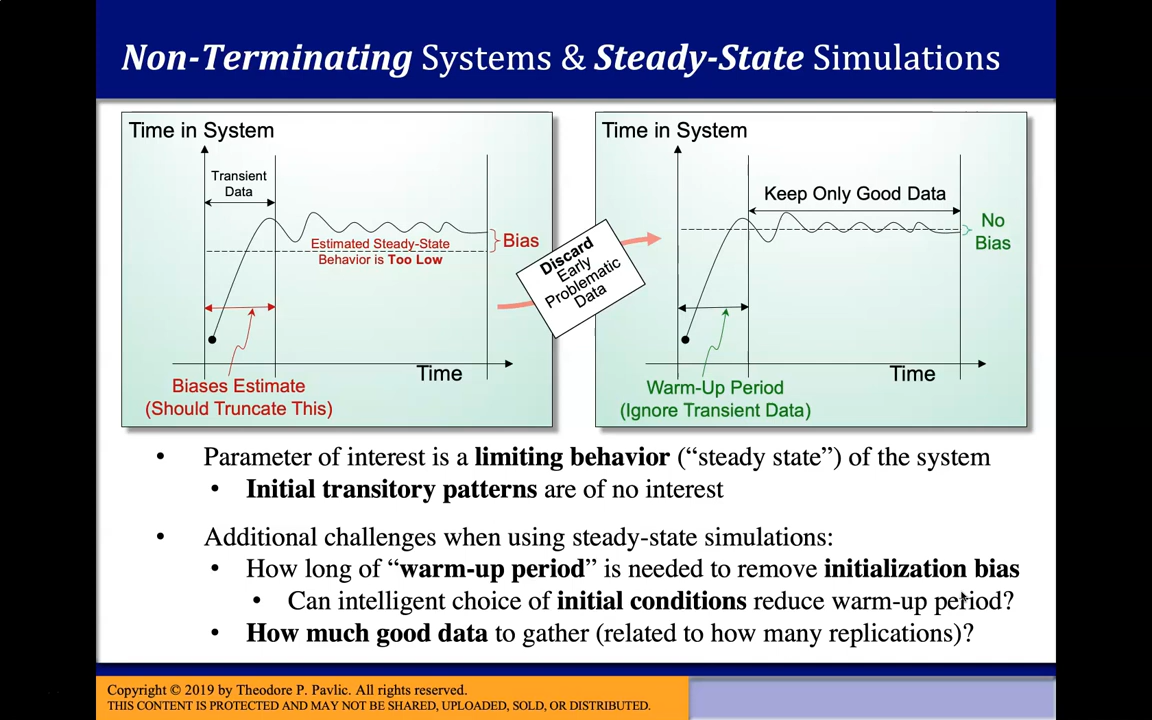 Non-Terminating Systems & Steady-State Simulations
Time in System
Transient
Data
Estimated Steady-State
Behavior is Too Low
Bias
Time
Biases Estimate
(Should Truncate This)
Discard
Early
Problematic
Data
Time in System
Keep Only Good Data
No
Bias
Time
Warm-Up Period
(Ignore Transient Data)
• Parameter of interest is a limiting behavior (“steady state”) of the system
• Initial transitory patterns are of no interest
• Additional challenges when using steady-state simulations:
• How long of “warm-up period” is needed to remove initialization bias
• Can intelligent choice of initial conditions reduce warm-up period?
• How much good data to gather (related to how many replications)?
Copyright © 2019 by Theodore P. Pavlic. All rights reserved.
THIS CONTENT IS PROTECTED AND MAY NOT BE SHARED, UPLOADED, SOLD, OR DISTRIBUTED.